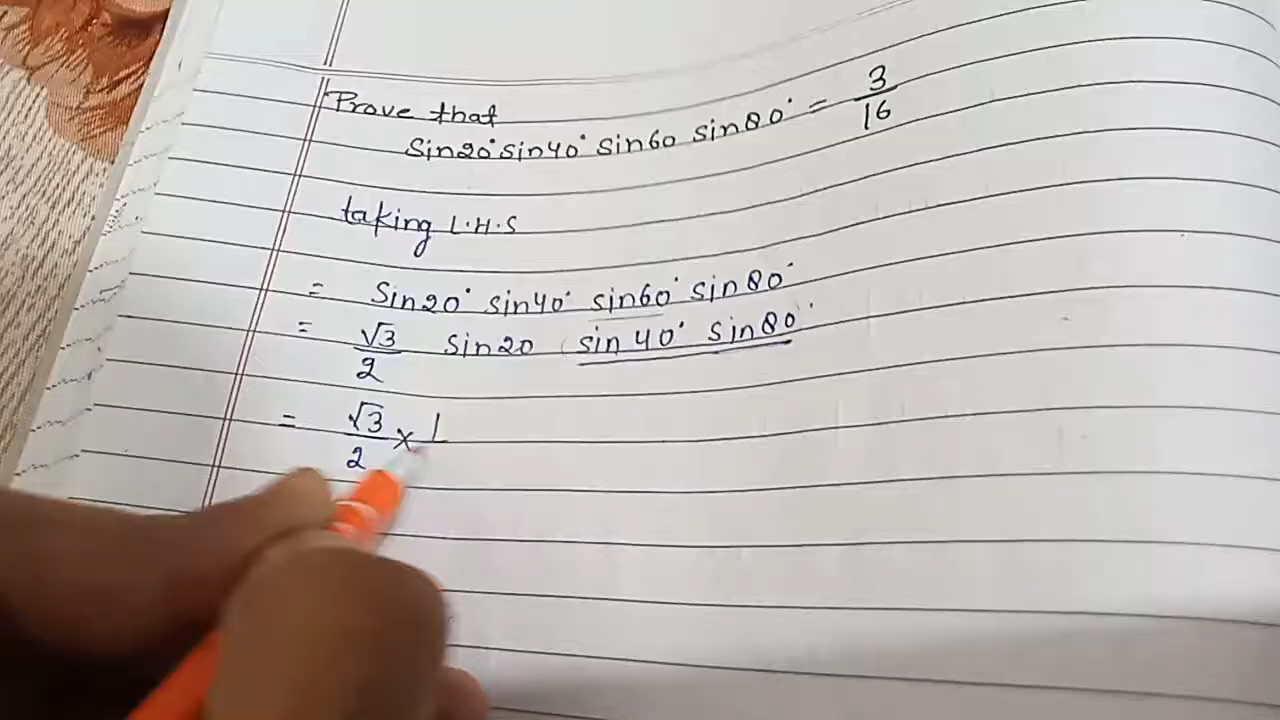 Prove that
Sin20° sin40° sin60 sin80° = 3/16
taking L.H.S
= Sin20° sin40° sin60° sin80°
= √3/2 sin20 (sin40° sin80°
= √3/2 × 1